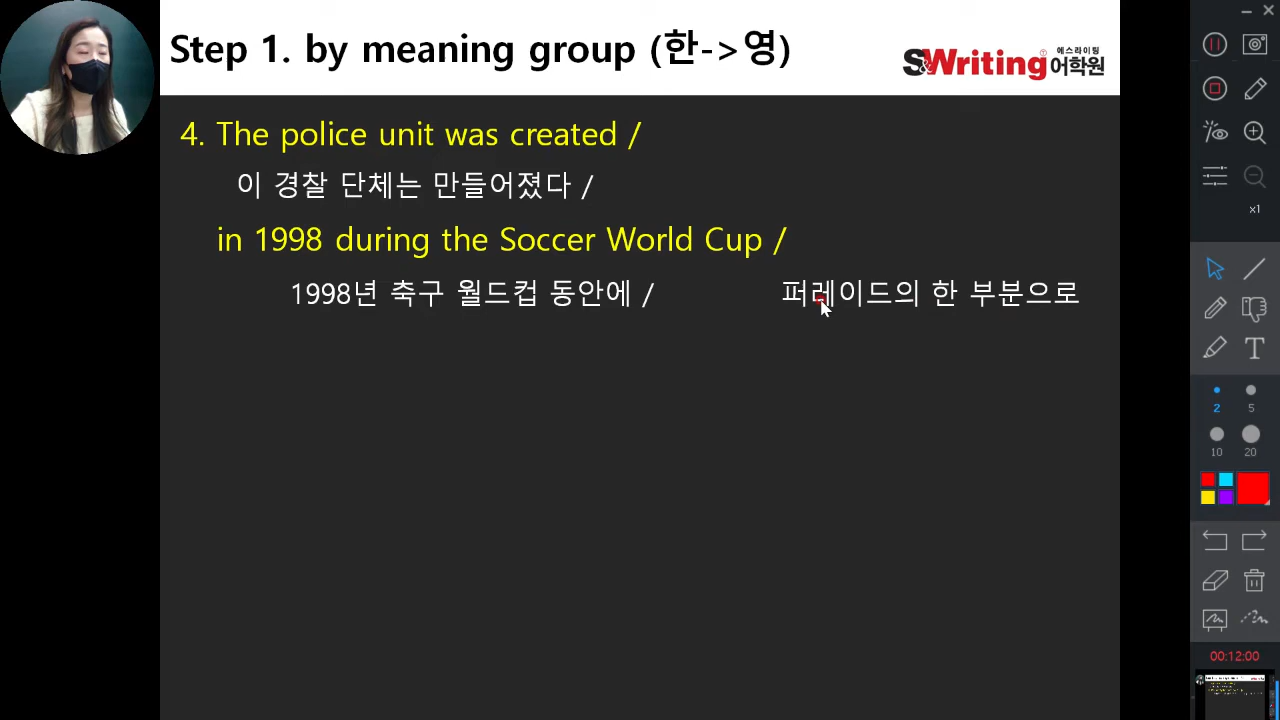 Step 1. by meaning group (한->영)
S&Writing 에스라이팅 어학원
4. The police unit was created /
이 경찰 단체는 만들어졌다 /
in 1998 during the Soccer World Cup /
1998년 축구 월드컵 동안에 / 퍼레이드의 한 부분으로
x1
T
2 5
10 20
00:12:00